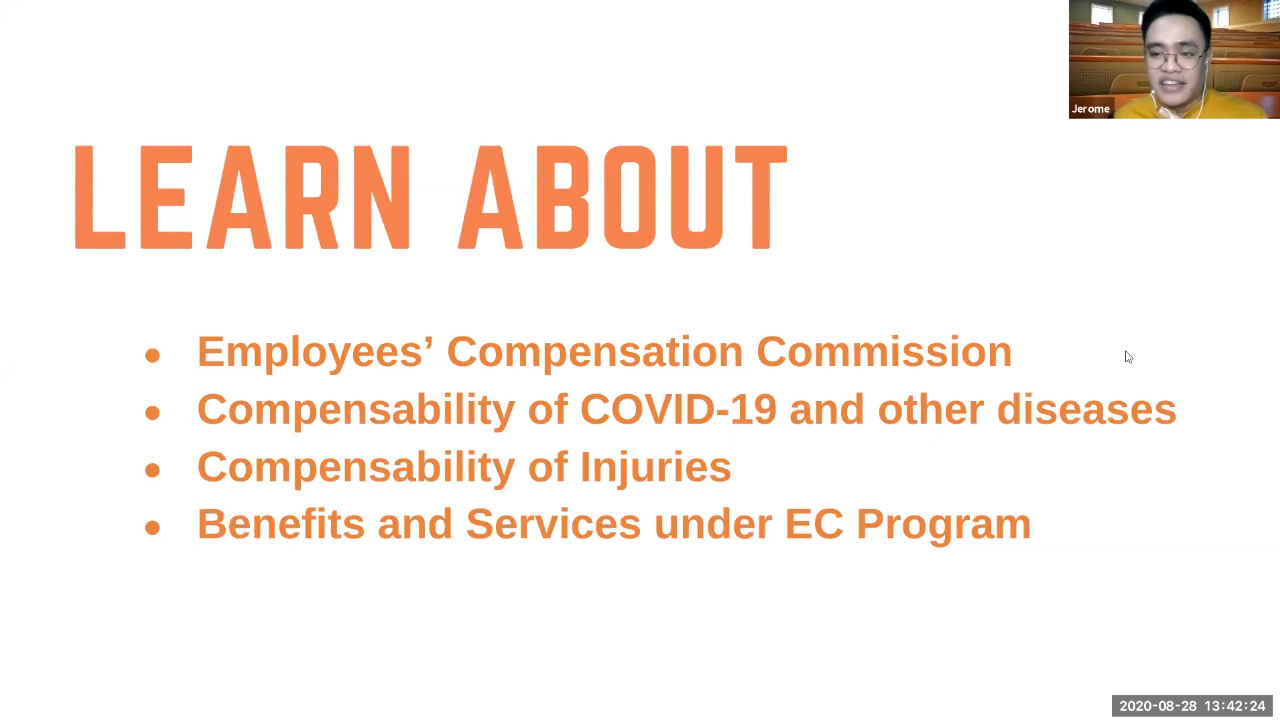 Jerome
LEARN ABOUT
• Employees’ Compensation Commission
• Compensability of COVID-19 and other diseases
• Compensability of Injuries
• Benefits and Services under EC Program
2020-08-28 13:42:24